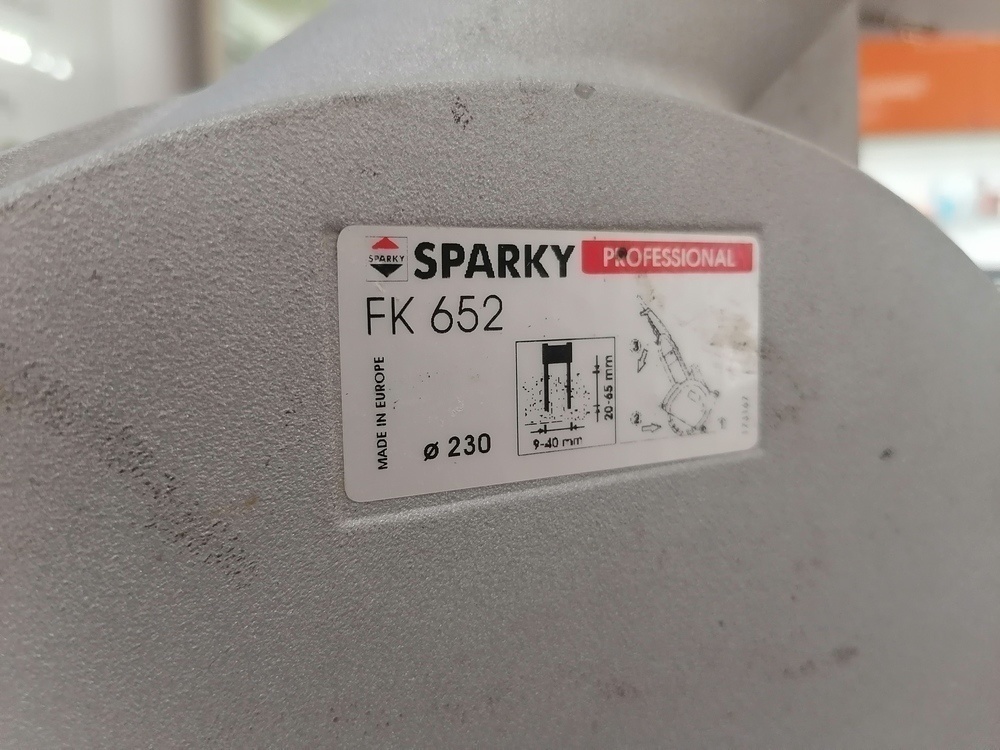 SPARKY
SPARKY
PROFESSIONAL
FK 652
MADE IN EUROPE
ø 230
20-65 mm
9-40 mm
3
2
1